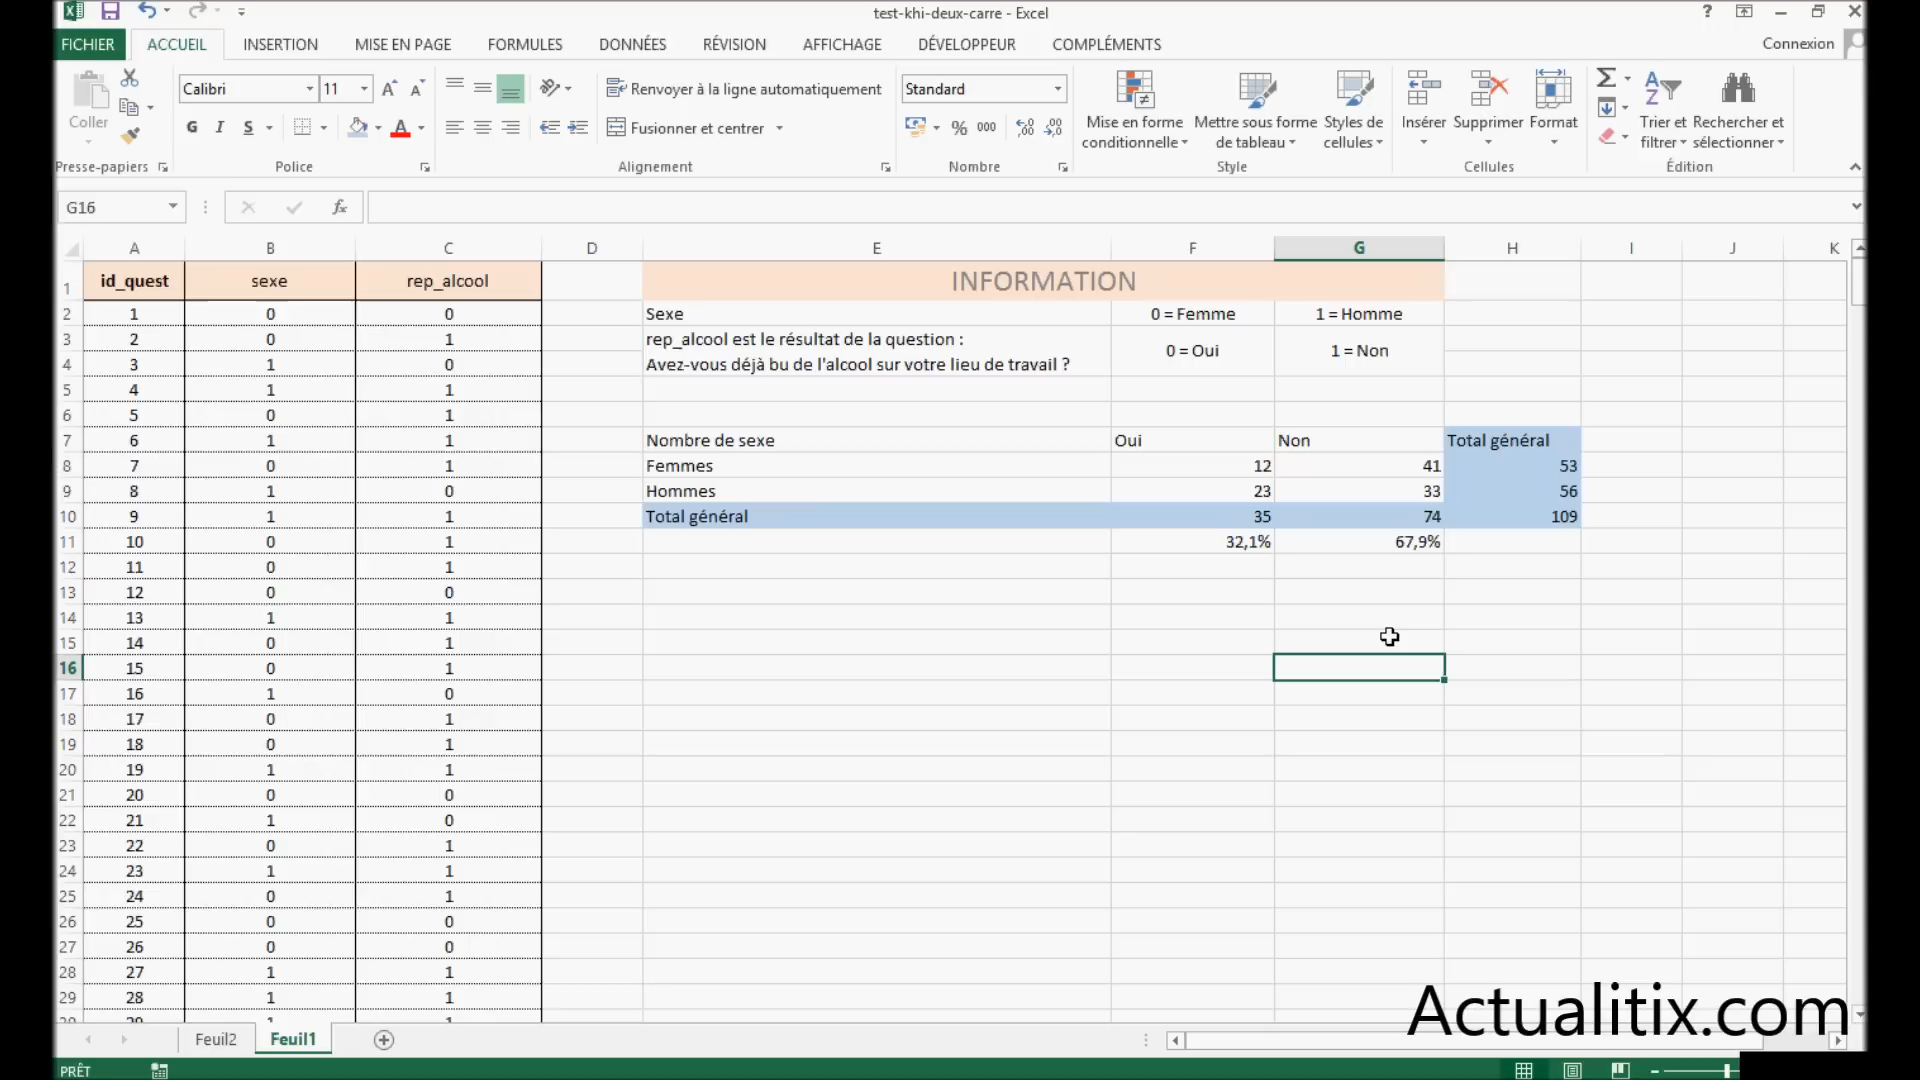 test-khi-deux-carre - Excel
?
FICHIER ACCUEIL INSERTION MISE EN PAGE FORMULES DONNÉES RÉVISION AFFICHAGE DÉVELOPPEUR COMPLÉMENTS Connexion
Coller
Presse-papiers
Calibri 11
G I S
Police
Renvoyer à la ligne automatiquement
Fusionner et centrer
Alignement
Standard
% 000
Nombre
Mise en forme conditionnelle
Mettre sous forme de tableau
Styles de cellules
Style
Insérer Supprimer Format
Cellules
Trier et filtrer
Rechercher et sélectionner
Édition
G16 fx
A B C D E F G H I J K
1 id_quest sexe rep_alcool INFORMATION
2 1 0 0 Sexe 0 = Femme 1 = Homme
3 2 0 1 rep_alcool est le résultat de la question : 0 = Oui 1 = Non
4 3 1 0 Avez-vous déjà bu de l'alcool sur votre lieu de travail ?
5 4 1 1
6 5 0 1
7 6 1 1 Nombre de sexe Oui Non Total général
8 7 0 1 Femmes 12 41 53
9 8 1 0 Hommes 23 33 56
10 9 1 1 Total général 35 74 109
11 10 0 1 32,1% 67,9%
12 11 0 1
13 12 0 0
14 13 1 1
15 14 0 1
16 15 0 1
17 16 1 0
18 17 0 1
19 18 0 1
20 19 1 1
21 20 0 0
22 21 1 0
23 22 0 1
24 23 1 1
25 24 0 1
26 25 0 0
27 26 0 0
28 27 1 1
29 28 1 1
Feuil2 Feuil1
Actualitix.com
PRÊT